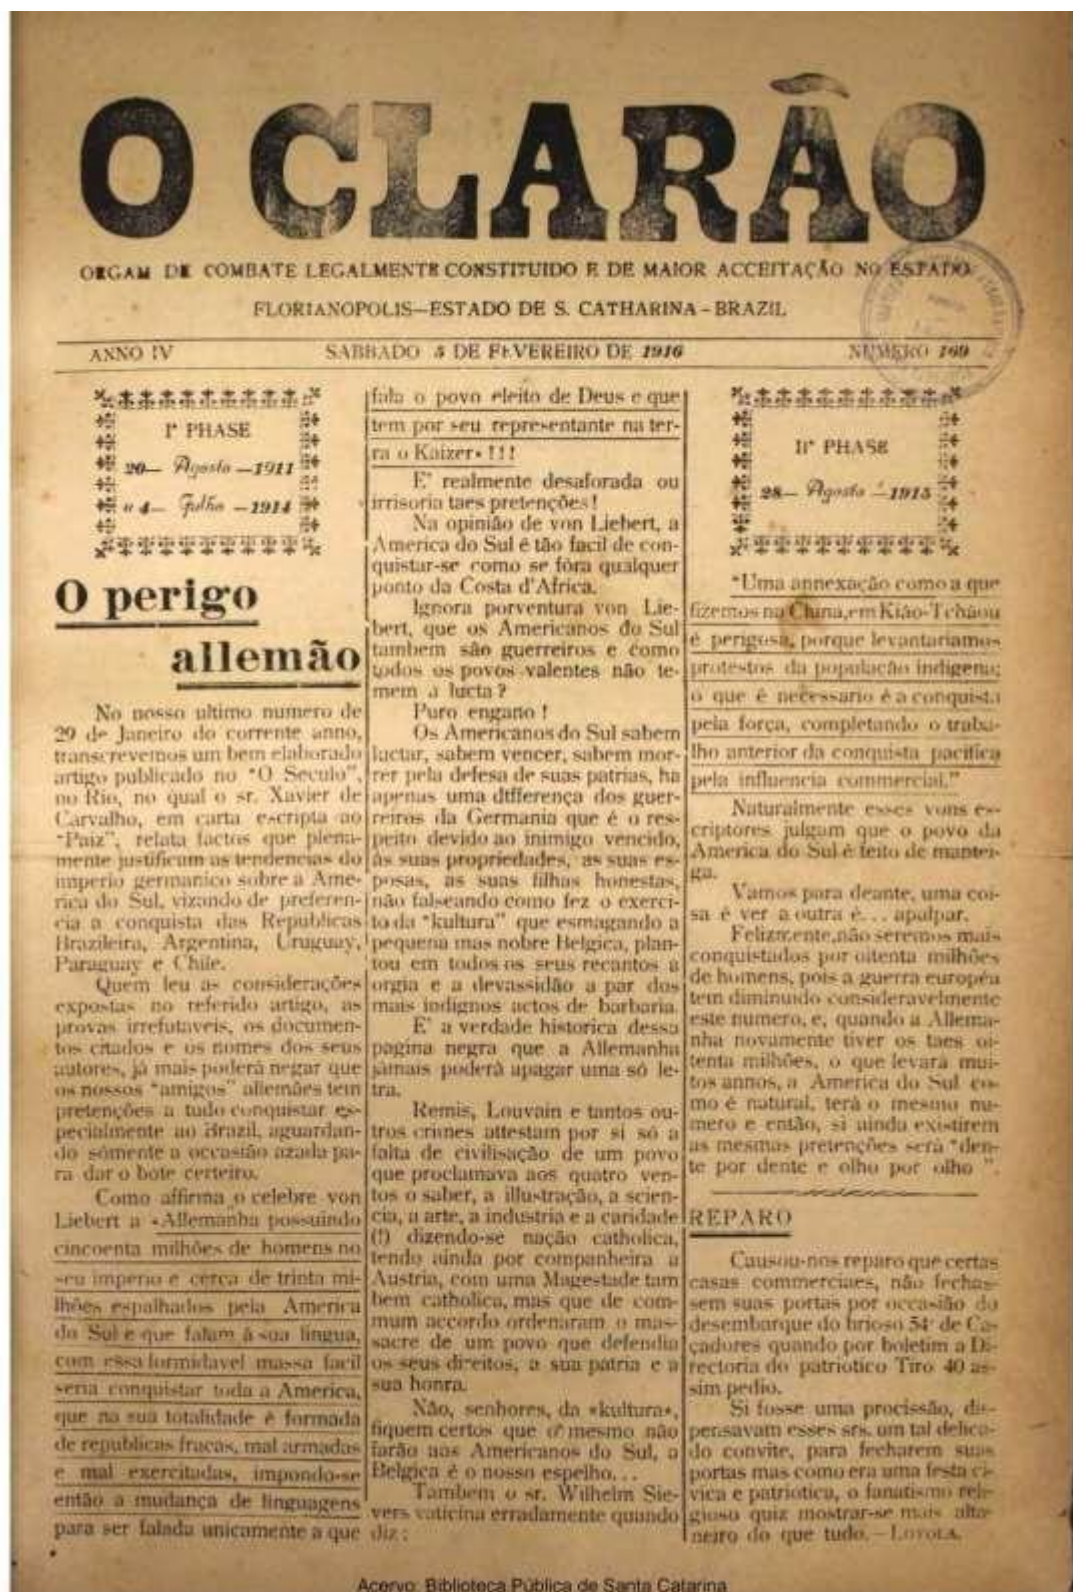 O CLARÃO
ORGAM DE COMBATE LEGALMENTE CONSTITUIDO E DE MAIOR ACCEITAÇÃO NO ESTADO
FLORIANOPOLIS—ESTADO DE S. CATHARINA-BRAZIL
ANNO IV SABBADO 5 DE FEVEREIRO DE 1916 NUMERO 169
Iª PHASE
20— Agosto —1911
a 4— Julho —1914
O perigo
allemão
No nosso ultimo numero de
29 de Janeiro do corrente anno,
transcrevemos um bem elaborado
artigo publicado no "O Seculo",
no Rio, no qual o sr. Xavier de
Carvalho, em carta escripta ao
"Paiz", relata factos que plena-
mente justificam as tendencias do
imperio germanico sobre a Ame-
rica do Sul, vizando de preferen-
cia a conquista das Republicas
Brazileira, Argentina, Uruguay,
Paraguay e Chile.
Quem leu as considerações
expostas no referido artigo, as
provas irrefutaveis, os documen-
tos citados e os nomes dos seus
autores, já mais poderá negar que
os nossos "amigos" allemães tem
pretenções a tudo conquistar es-
pecialmente ao Brazil, aguardan-
do sómente a occasião azada pa-
ra dar o bote certeiro.
Como affirma o celebre von
Liebert a «Allemanha possuindo
cincoenta milhões de homens no
seu imperio e cerca de trinta mi-
lhões espalhados pela America
do Sul e que falam á sua lingua,
com essa formidavel massa facil
seria conquistar toda a America,
que na sua totalidade é formada
de republicas fracas, mal armadas
e mal exercitadas, impondo-se
então a mudança de linguagens
para ser falada unicamente a que
fala o povo eleito de Deus e que
tem por seu representante na ter-
ra o Kaizer» !!!
E' realmente desaforada ou
irrisoria taes pretenções !
Na opinião de von Liebert, a
America do Sul é tão facil de con-
quistar-se como se fóra qualquer
ponto da Costa d'Africa.
Ignora porventura von Lie-
bert, que os Americanos do Sul
tambem são guerreiros e como
todos os povos valentes não te-
mem a lucta ?
Puro engano !
Os Americanos do Sul sabem
luctar, sabem vencer, sabem mor-
rer pela defesa de suas patrias, ha
apenas uma dtfferença dos guer-
reiros da Germania que é o res-
peito devido ao inimigo vencido,
às suas propriedades, as suas es-
posas, as suas filhas honestas,
não falseando como fez o exerci-
to da "kultura" que esmagando a
pequena mas nobre Belgica, plan-
tou em todos os seus recantos a
orgia e a devassidão a par dos
mais indignos actos de barbaria.
E' a verdade historica dessa
pagina negra que a Allemanha
jámais poderá apagar uma só le-
tra.
Remis, Louvain e tantos ou-
tros crimes attestam por si só a
falta de civilisação de um povo
que proclamava aos quatro ven-
tos o saber, a illustração, a scien-
cia, a arte, a industria e a caridade
(!) dizendo-se nação catholica,
tendo ainda por companheira a
Austria, com uma Magestade tam
bem catholica, mas que de com-
mum accordo ordenaram o mas-
sacre de um povo que defendia
os seus direitos, a sua patria e a
sua honra.
Não, senhores, da «kultura»,
fiquem certos que o mesmo não
farão aos Americanos do Sul, a
Belgica é o nosso espelho...
Tambem o sr. Wilhelm Sie-
vers vaticina erradamente quando
diz :
IIª PHASE
28— Agosto —1915
"Uma annexação como a que
fizemos na China,em Kião-Tchãou
é perigosa, porque levantariamos
protestos da população indigena;
o que é necessario é a conquista
pela força, completando o traba-
lho anterior da conquista pacifica
pela influencia commercial."
Naturalmente esses vons es-
criptores julgam que o povo da
America do Sul é feito de mantei-
ga.
Vamos para deante, uma coi-
sa é ver a outra é... apalpar.
Felizmente,não seremos mais
conquistados por oitenta milhões
de homens, pois a guerra européa
tem diminuido consideravelmente
este numero, e, quando a Allema-
nha novamente tiver os taes oi-
tenta milhões, o que levará mui-
tos annos, a America do Sul co-
mo é natural, terá o mesmo nu-
mero e então, si ainda existirem
as mesmas pretenções será "den-
te por dente e olho por olho ".
REPARO
Causou-nos reparo que certas
casas commerciaes, não fechas-
sem suas portas por occasião do
desembarque do brioso 54 de Ca-
çadores quando por boletim a Di-
rectoria do patriotico Tiro 40 as-
sim pedio.
Si fosse uma procissão, dis-
pensavam esses srs. um tal delica-
do convite, para fecharem suas
portas mas como era uma festa ci-
vica e patriotica, o fanatismo reli-
gioso quiz mostrar-se mais alta-
neiro do que tudo.—LOYOLA.
Acervo: Biblioteca Pública de Santa Catarina